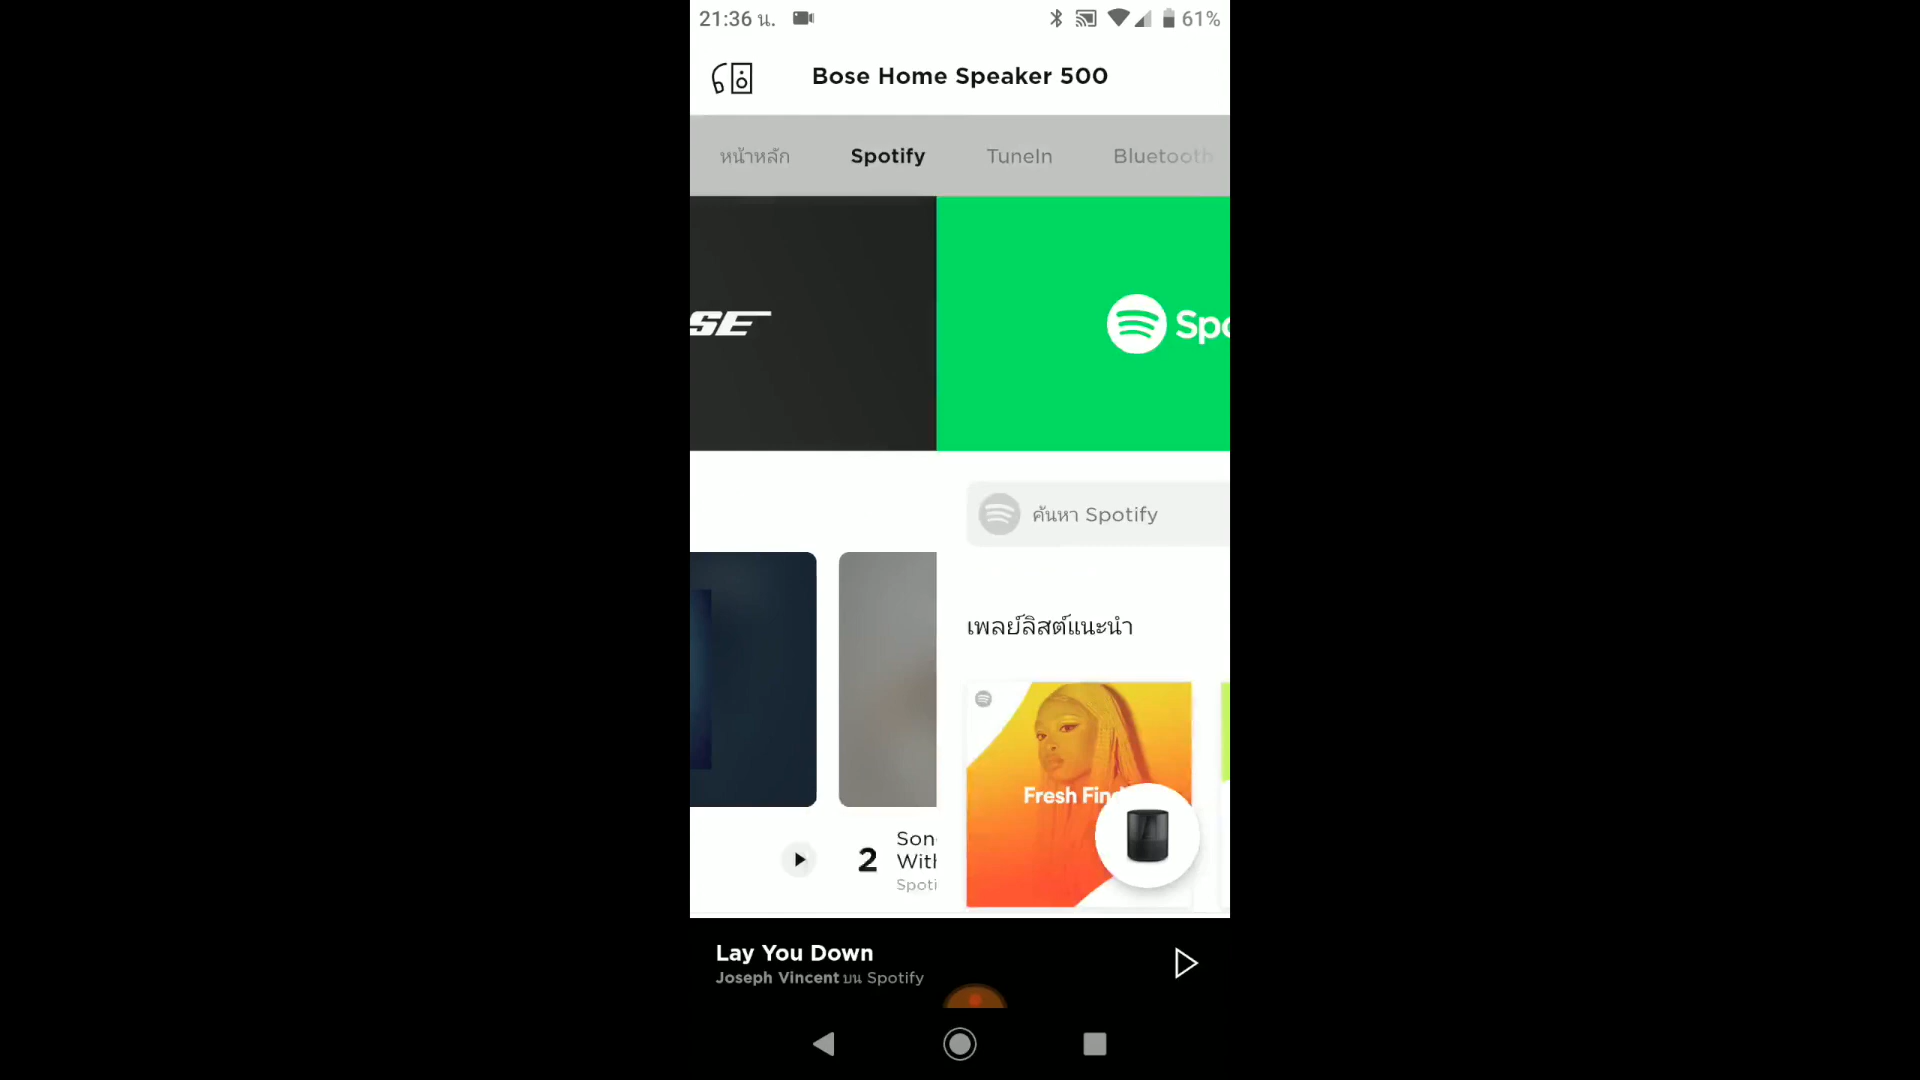 21:36 น.
61%
Bose Home Speaker 500
หน้าหลัก
Spotify
TuneIn
Bluetooth
SE
Spo
ค้นหา Spotify
เพลย์ลิสต์แนะนำ
Fresh Fin
2
Son
With
Spoti
Lay You Down
Joseph Vincent บน Spotify